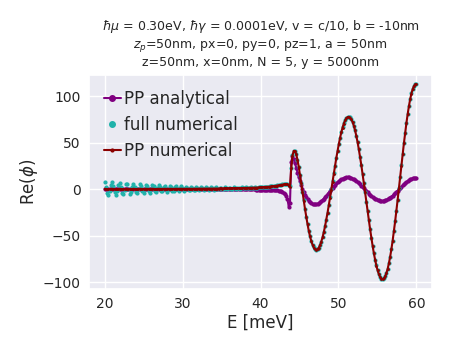 ℏμ = 0.30eV, ℏγ = 0.0001eV, v = c/10, b = -10nm
z_p=50nm, px=0, py=0, pz=1, a = 50nm
z=50nm, x=0nm, N = 5, y = 5000nm
PP analytical
full numerical
PP numerical
Re(ϕ)
100
50
0
−50
−100
20 30 40 50 60
E [meV]